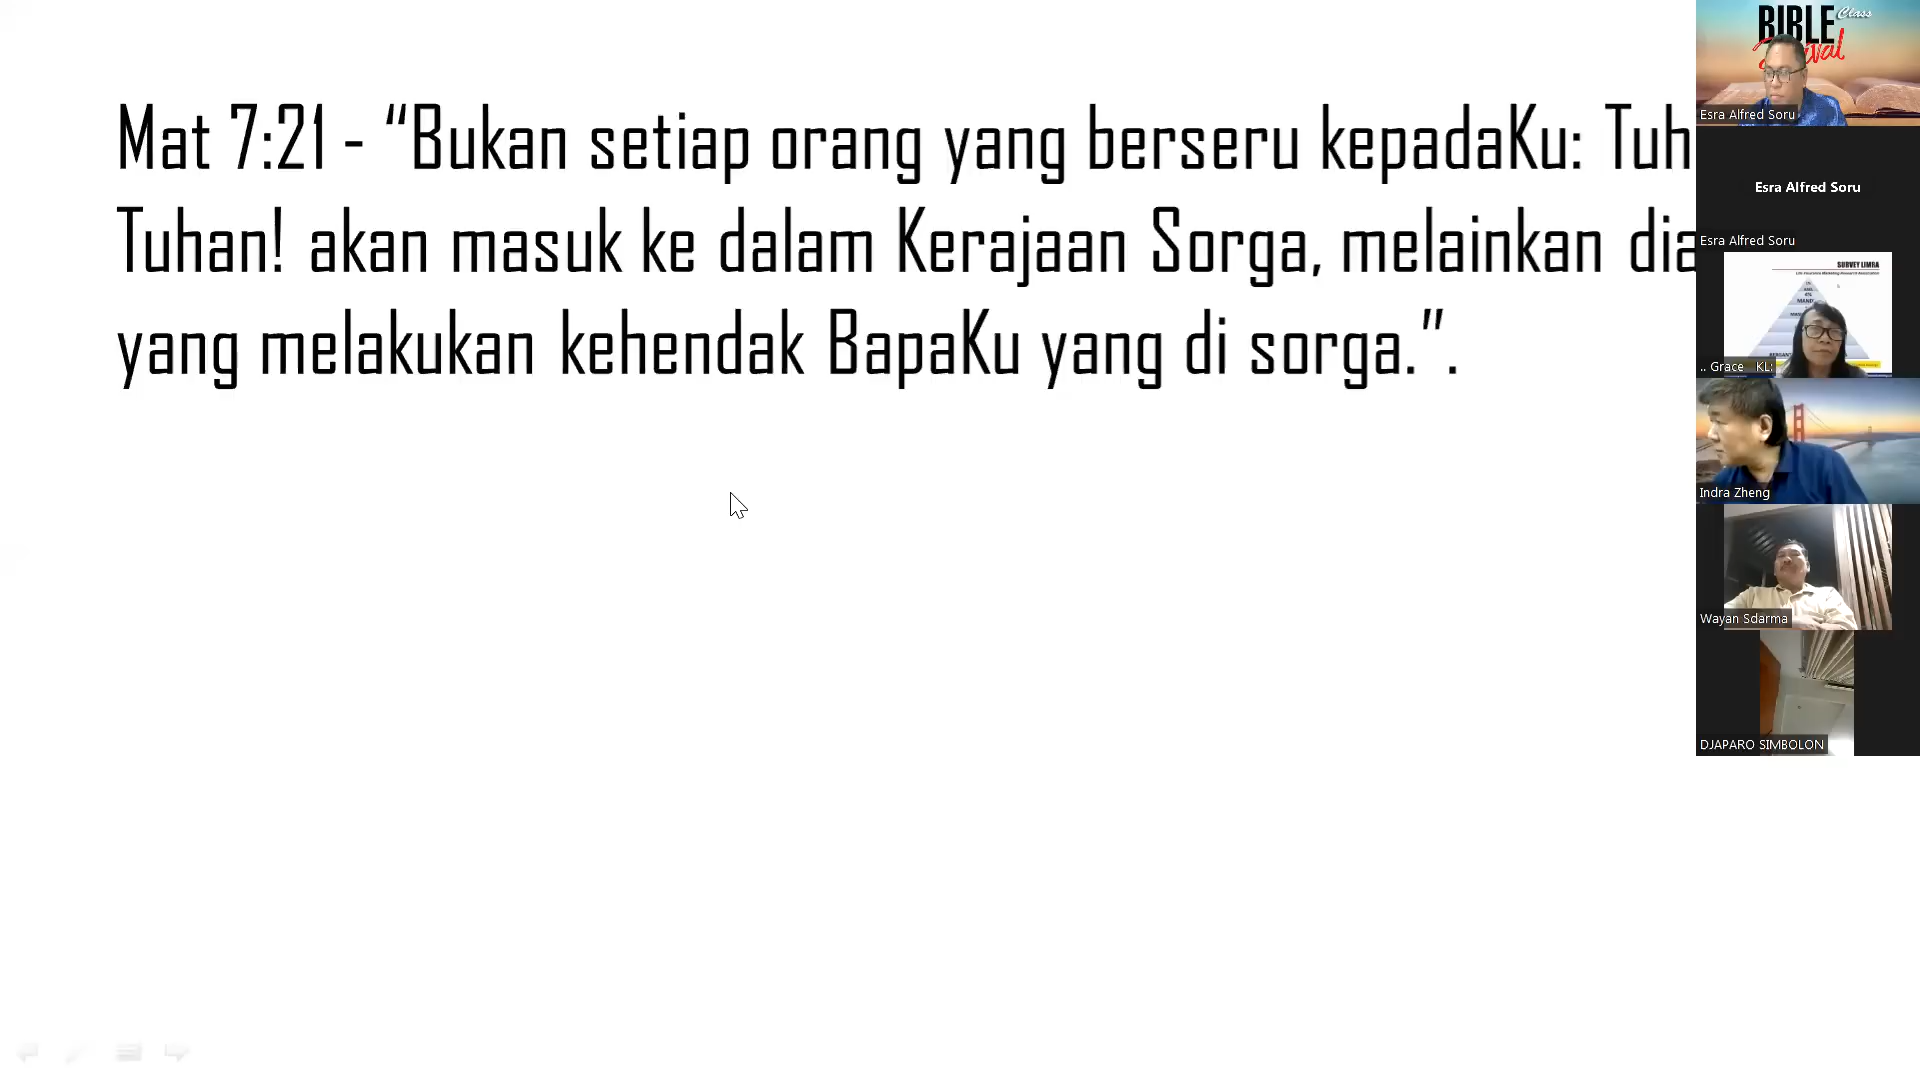 Mat 7:21 - “Bukan setiap orang yang berseru kepadaKu: Tuh
Tuhan! akan masuk ke dalam Kerajaan Sorga, melainkan dia
yang melakukan kehendak BapaKu yang di sorga.”.
BIBLE Class
Esra Alfred Soru
Esra Alfred Soru
Esra Alfred Soru
SURVEY LIMRA
.. Grace KL:
Indra Zheng
Wayan Sdarma
DJAPARO SIMBOLON